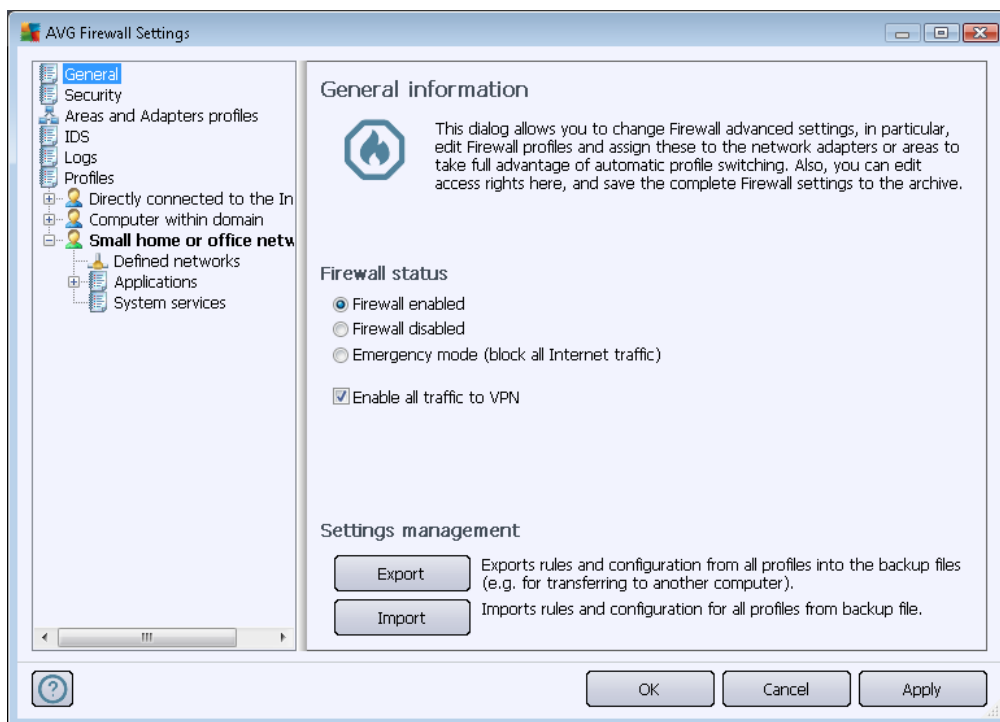 AVG Firewall Settings
General
Security
Areas and Adapters profiles
IDS
Logs
Profiles
Directly connected to the In
Computer within domain
Small home or office netw
Defined networks
Applications
System services
General information
This dialog allows you to change Firewall advanced settings, in particular,
edit Firewall profiles and assign these to the network adapters or areas to
take full advantage of automatic profile switching. Also, you can edit
access rights here, and save the complete Firewall settings to the archive.
Firewall status
Firewall enabled
Firewall disabled
Emergency mode (block all Internet traffic)
Enable all traffic to VPN
Settings management
Export
Exports rules and configuration from all profiles into the backup files
(e.g. for transferring to another computer).
Import
Imports rules and configuration for all profiles from backup file.
?
OK
Cancel
Apply